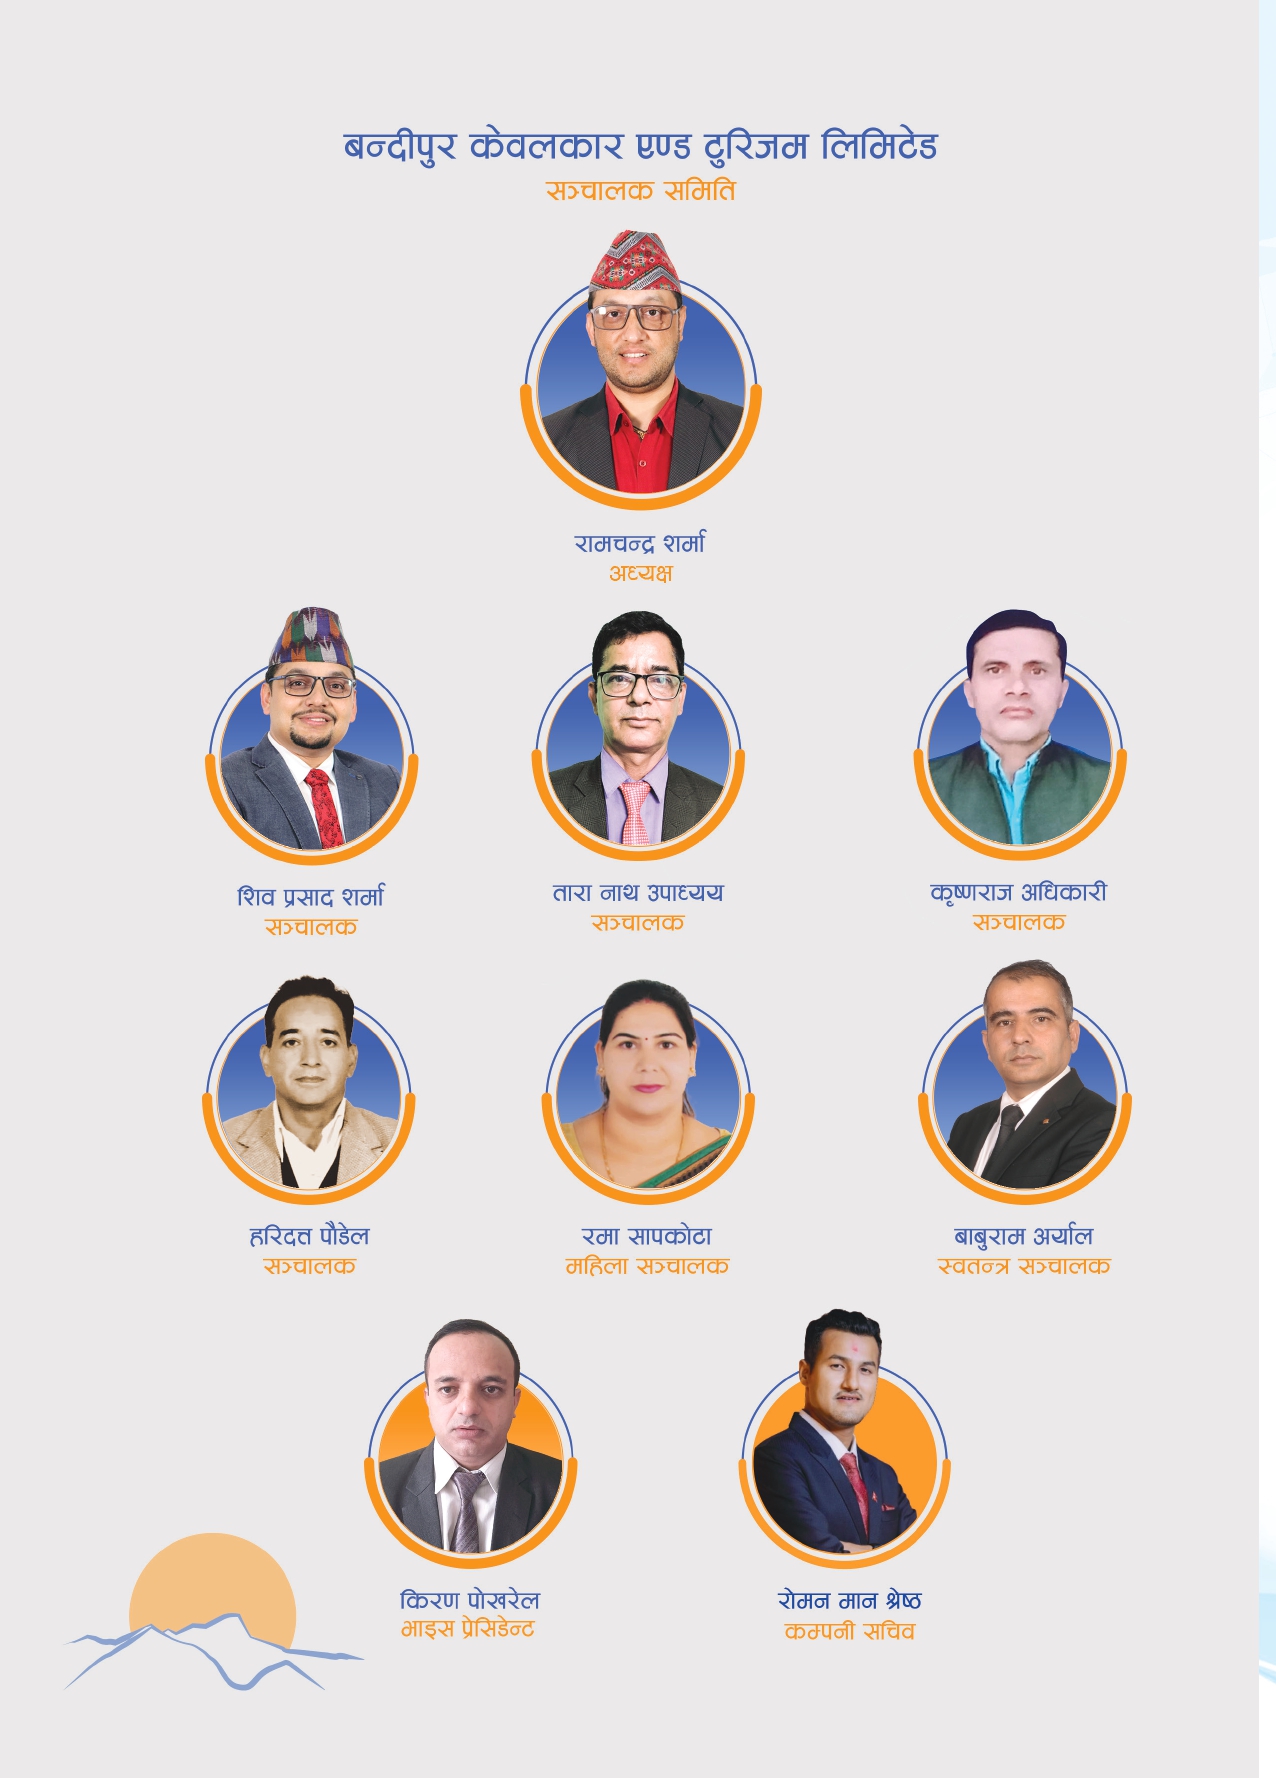 बन्दीपुर केवलकार एण्ड टुरिजम लिमिटेड
सञ्चालक समिति
रामचन्द्र शर्मा
अध्यक्ष
शिव प्रसाद शर्मा
सञ्चालक
तारा नाथ उपाध्यय
सञ्चालक
कृष्णराज अधिकारी
सञ्चालक
हरिदत्त पौडेल
सञ्चालक
रमा सापकोटा
महिला सञ्चालक
बाबुराम अर्याल
स्वतन्त्र सञ्चालक
किरण पोखरेल
भाइस प्रेसिडेन्ट
रोमन मान श्रेष्ठ
कम्पनी सचिव